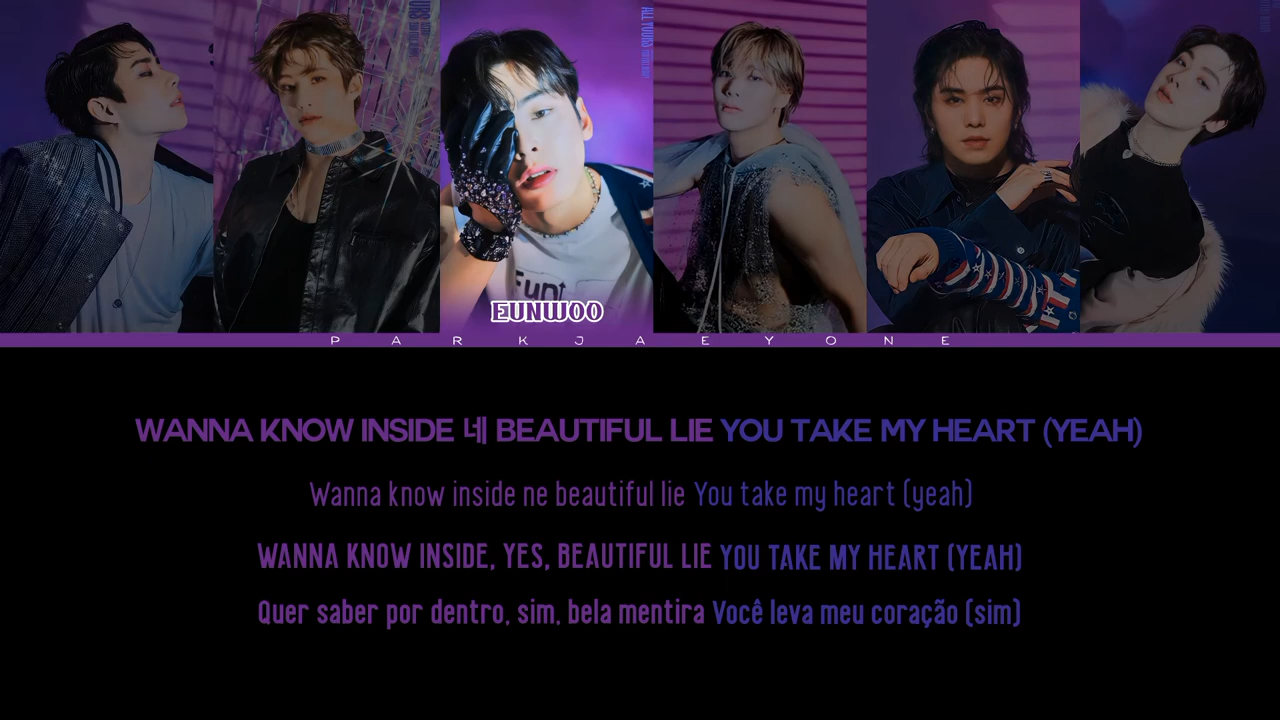 EUNWOO
PARKJAEYONE
WANNA KNOW INSIDE 네 BEAUTIFUL LIE YOU TAKE MY HEART (YEAH)
Wanna know inside ne beautiful lie You take my heart (yeah)
WANNA KNOW INSIDE, YES, BEAUTIFUL LIE YOU TAKE MY HEART (YEAH)
Quer saber por dentro, sim, bela mentira Você leva meu coração (sim)